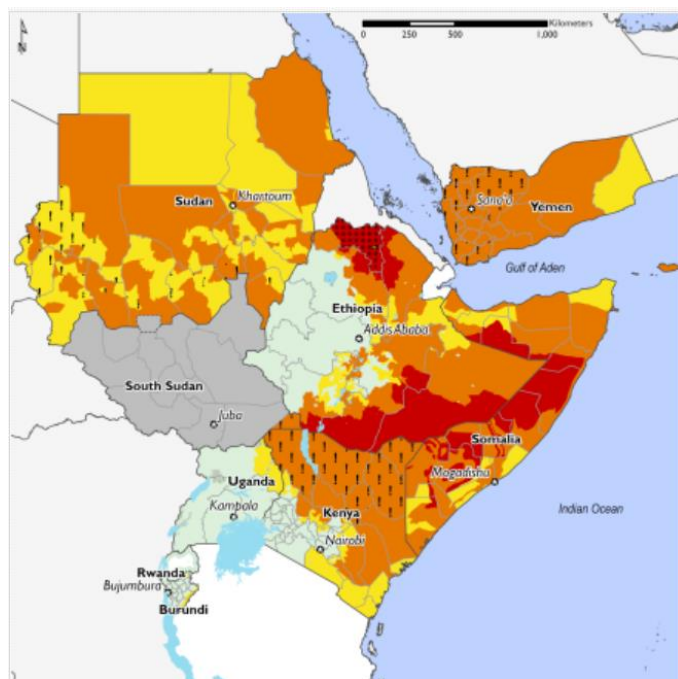 N
Kilometers
0 250 500 1,000
Sudan
Khartoum
Sana'a
Yemen
Gulf of Aden
Ethiopia
Addis Ababa
South Sudan
Juba
Somalia
Mogadishu
Uganda
Kampala
Kenya
Nairobi
Indian Ocean
Rwanda
Bujumbura
Burundi